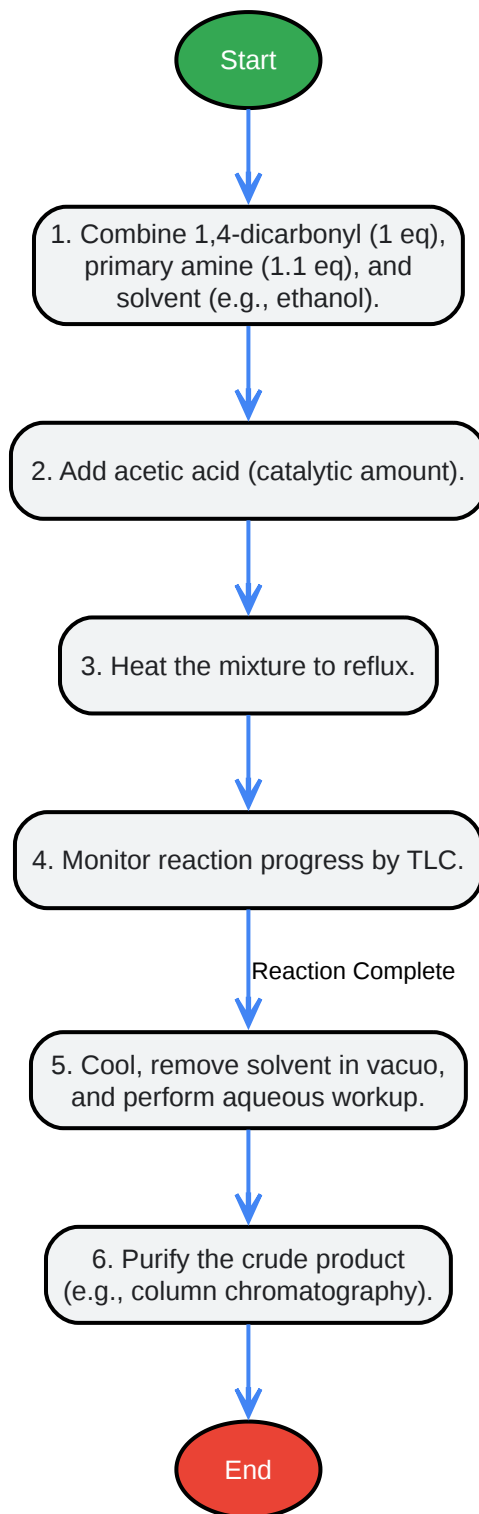 Start
1. Combine 1,4-dicarbonyl (1 eq),
primary amine (1.1 eq), and
solvent (e.g., ethanol).
2. Add acetic acid (catalytic amount).
3. Heat the mixture to reflux.
4. Monitor reaction progress by TLC.
Reaction Complete
5. Cool, remove solvent in vacuo,
and perform aqueous workup.
6. Purify the crude product
(e.g., column chromatography).
End